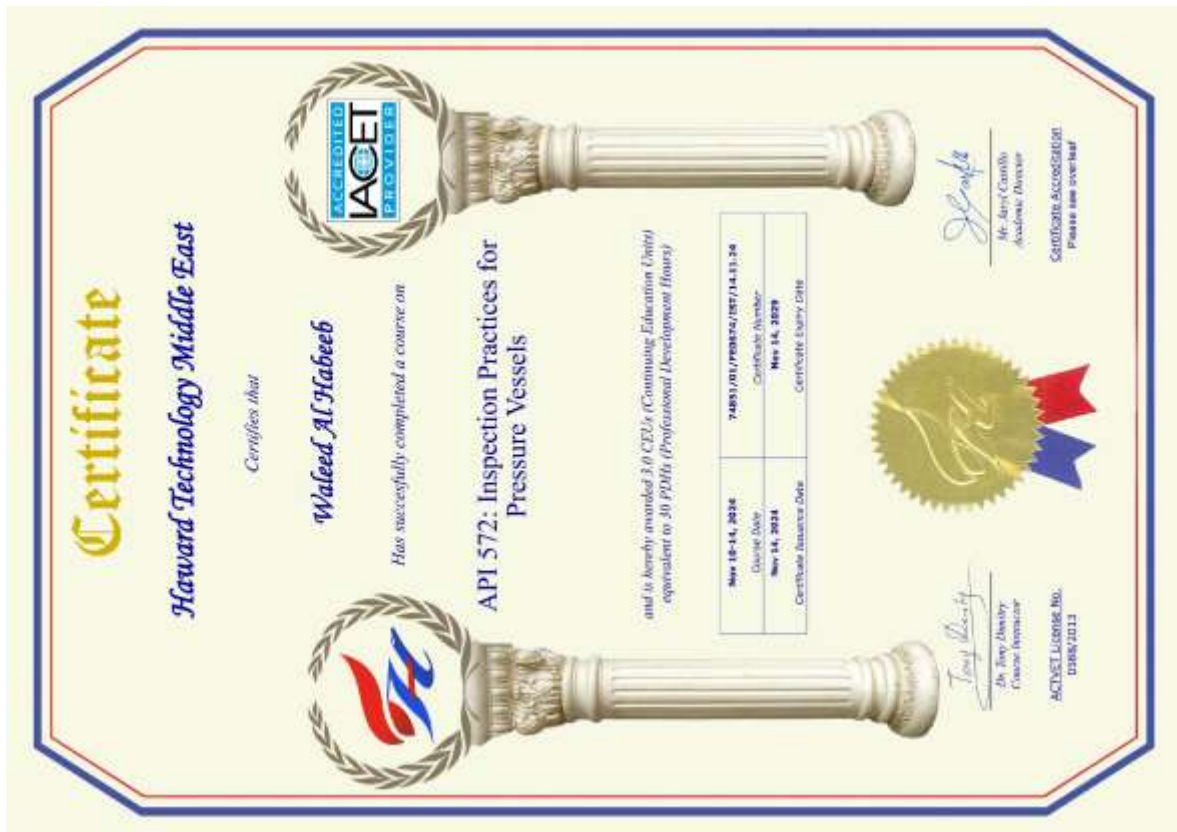 Certificate
Haward Technology Middle East
Certifies that
Waleed Al Habeeb
Has succesfully completed a course on
API 572: Inspection Practices for
Pressure Vessels
and is hereby awarded 3.0 CEUs (Continuing Education Units)
equivalent to 30 PDHs (Professional Development Hours)
Nov 10-14, 2024
Course Date
Nov 14, 2024
Certificate Issuance Date
Certificate Number
Nov 14, 2029
Certificate Expiry Date
ACCREDITED
IACET
PROVIDER
Tony Dimitry
Dr. Tony Dimitry
Course Instructor
ACTVET License No.
Castillo
Academic Director
Certificate Accreditation
Please see overleaf